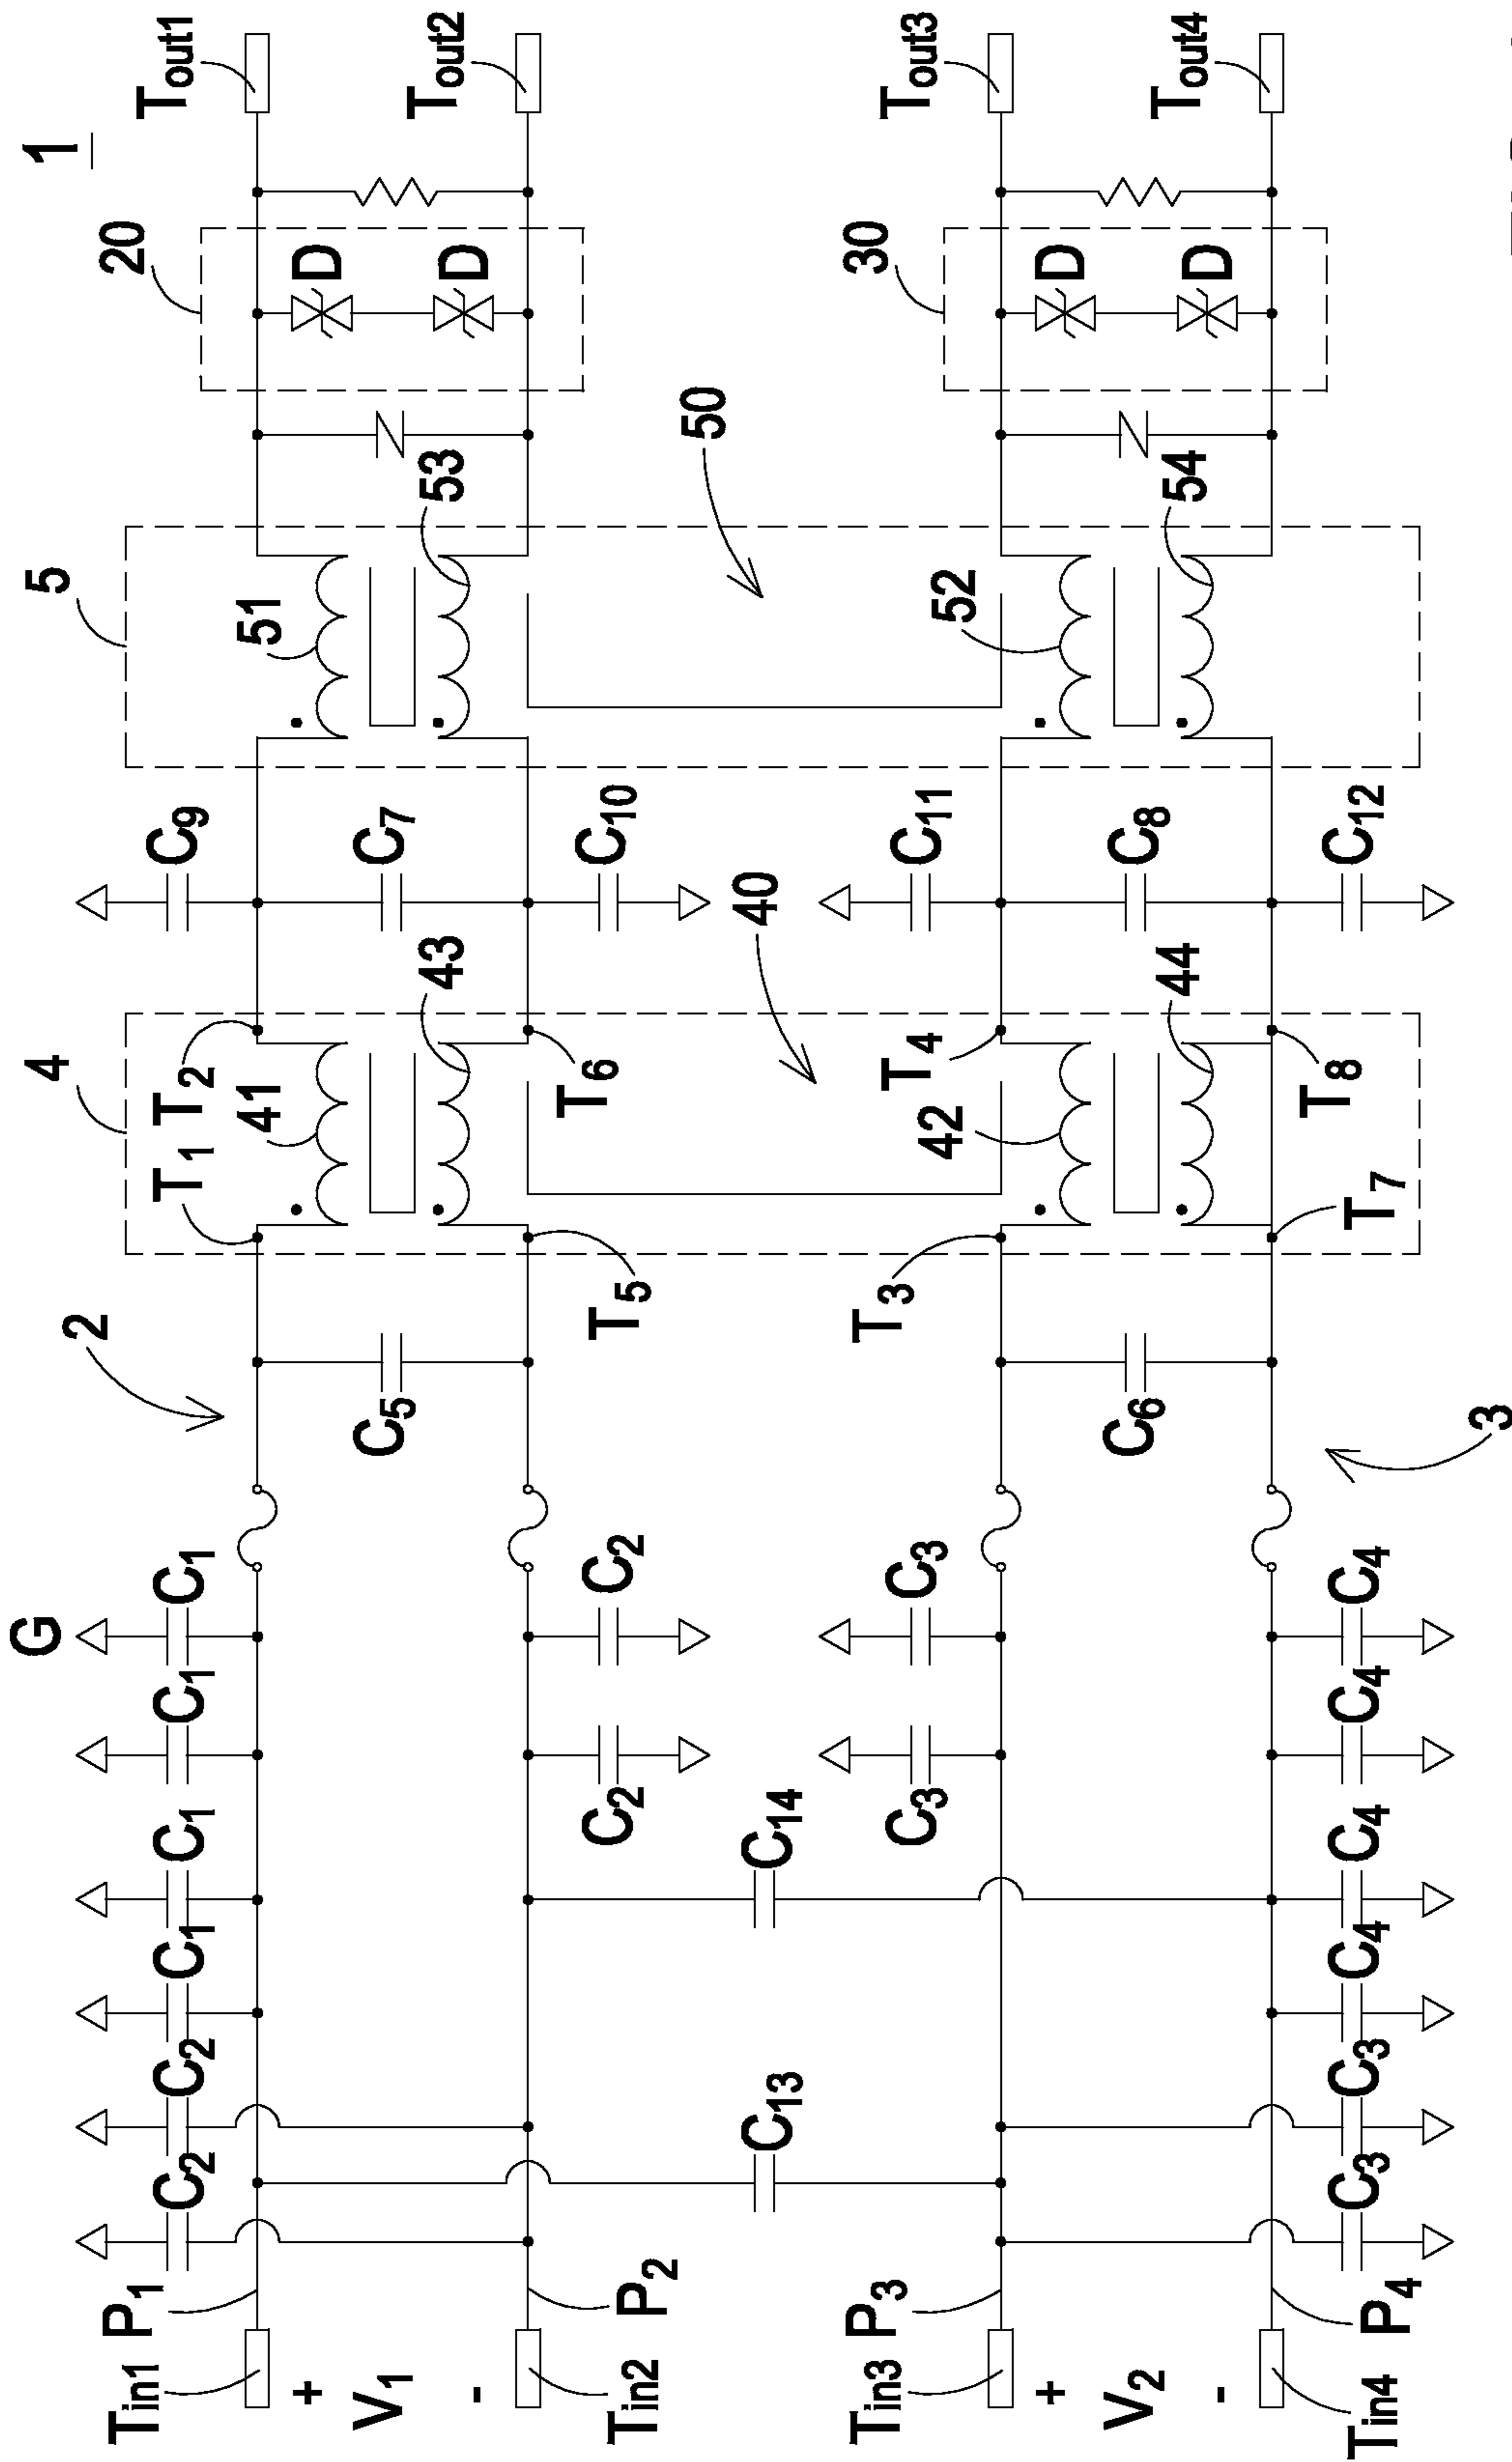 G
1
2
4
5
20
Tin1
P1
C2
C2
C1
C1
C1
C1
T1
T2
C9
Tout1
41
51
+
V1
-
D
D
C5
C7
43
53
Tout2
Tin2
P2
C2
C2
T5
T6
C10
C13
C14
40
50
30
Tin3
P3
C3
C3
T3
T4
C11
Tout3
42
52
+
V2
-
D
D
C6
C8
44
54
Tout4
Tin4
P4
C3
C3
C4
C4
C4
C4
T7
T8
C12
3